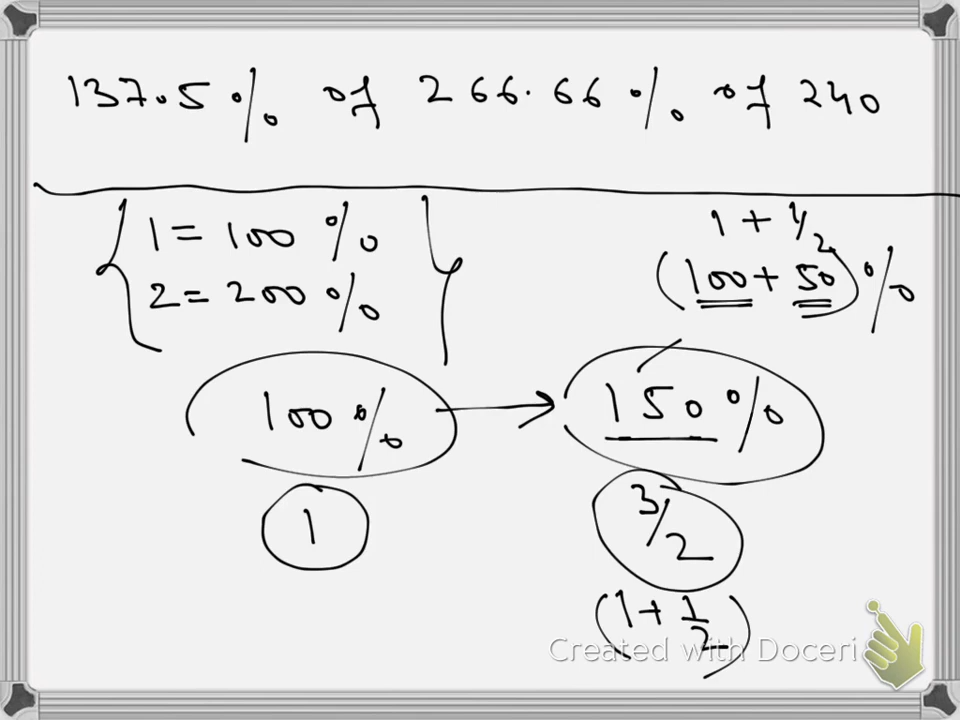 137.5% of 266.66% of 240
1 = 100%
2 = 200%
1 + 1/2
(100 + 50)%
100% → 150%
1
3/2
(1 + 1/2)
Created with Doceri